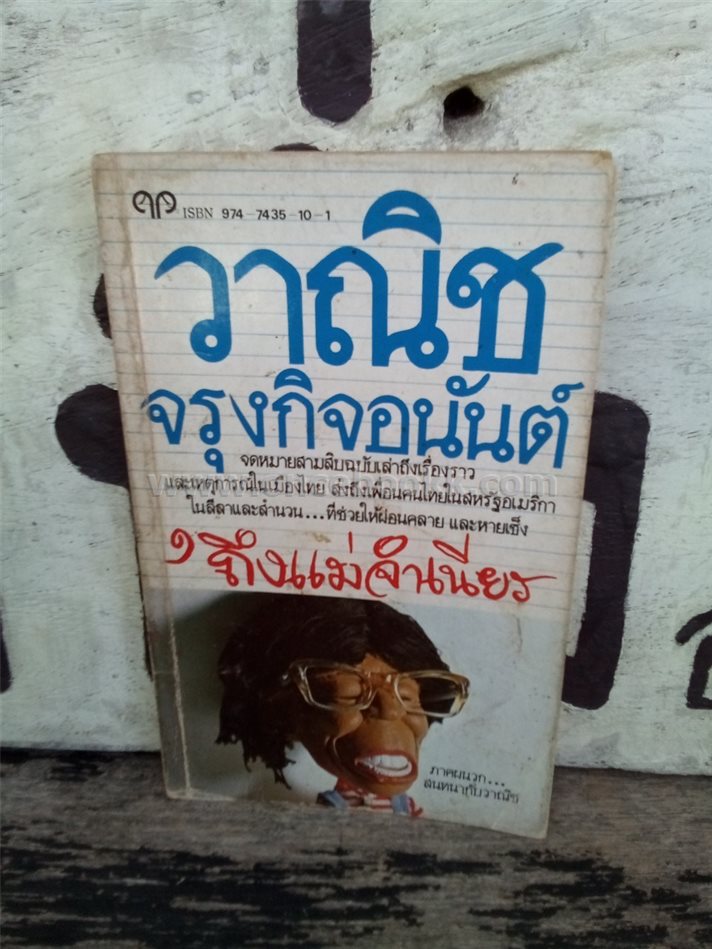 ISBN 974-7435-10-1
วาณิช
จรุงกิจอนันต์
จดหมายสามสิบฉบับเล่าถึงเรื่องราว
และเหตุการณ์ในเมืองไทย ส่งถึงเพื่อนคนไทยในสหรัฐอเมริกา
ในลีลาและสำนวน...ที่ช่วยให้ผ่อนคลาย และหายเซ็ง
ถึงแม่จำเนียร
ภาคผนวก...
สนทนากับวาณิช